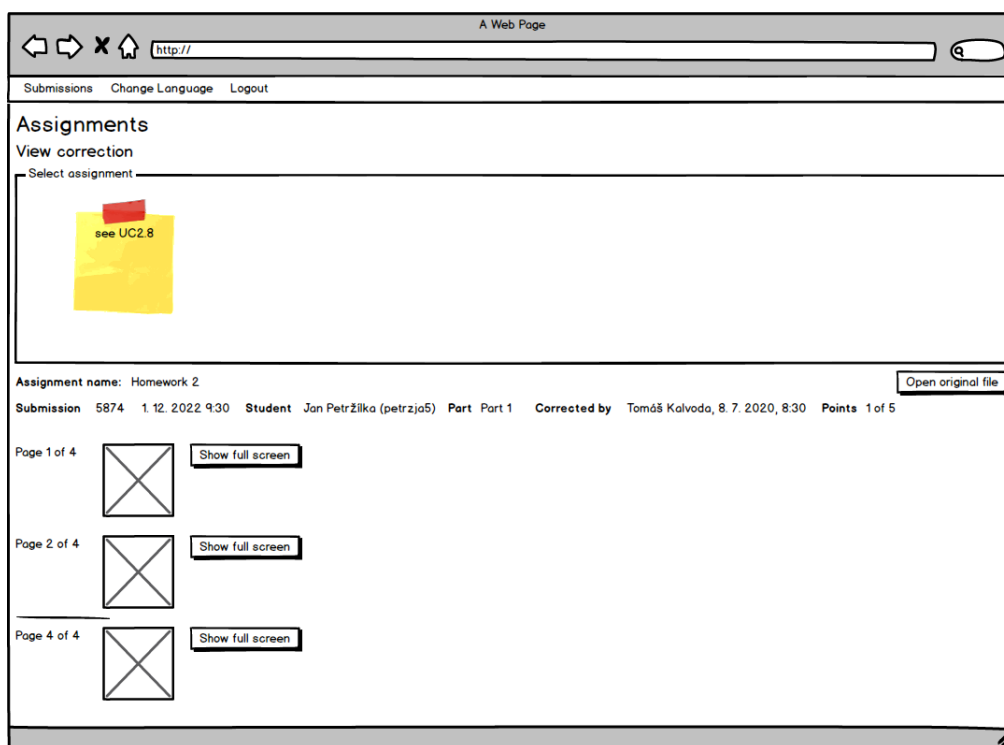 A Web Page
http://
Submissions Change Language Logout
Assignments
View correction
Select assignment
see UC2.8
Assignment name: Homework 2 Open original file
Submission 5874 1. 12. 2022 9:30 Student Jan Petržílka (petrzja5) Part Part 1 Corrected by Tomáš Kalvoda, 8. 7. 2020, 8:30 Points 1 of 5
Page 1 of 4 Show full screen
Page 2 of 4 Show full screen
Page 4 of 4 Show full screen